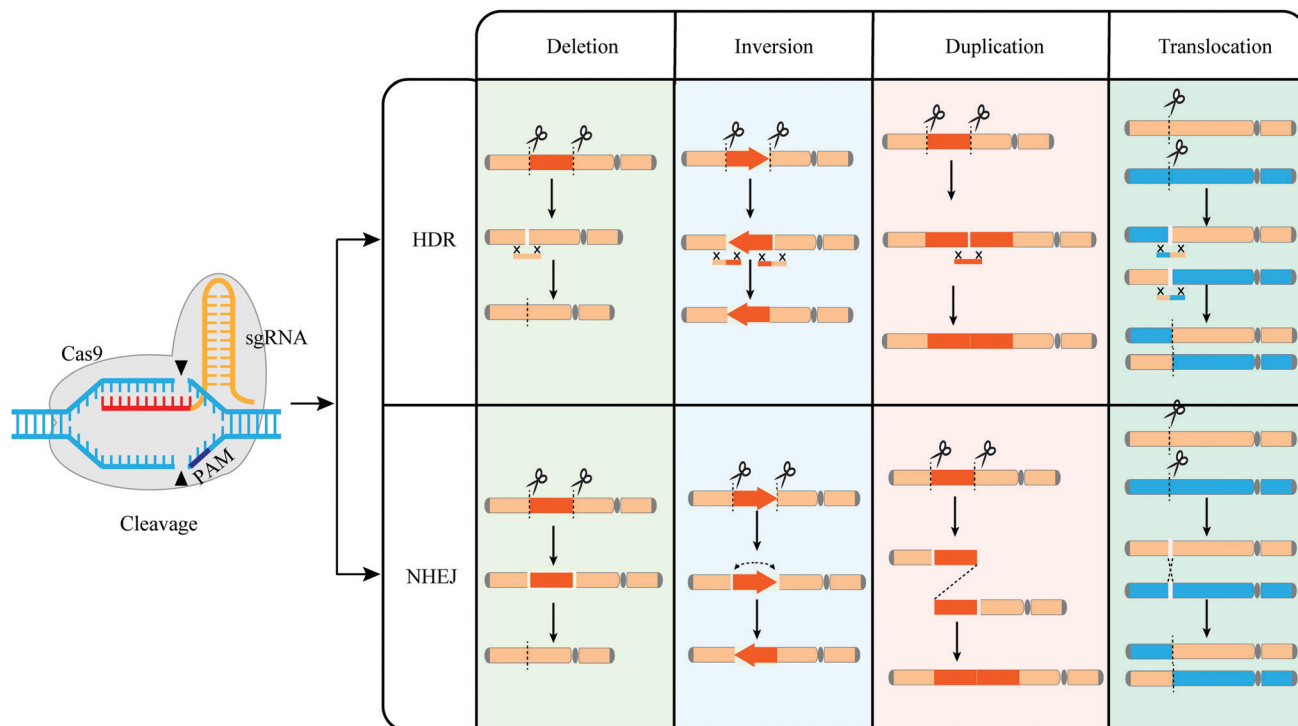 Deletion
Inversion
Duplication
Translocation
HDR
sgRNA
Cas9
PAM
Cleavage
NHEJ